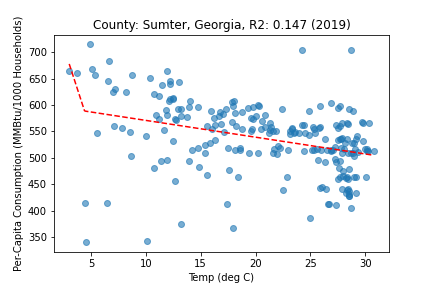 County: Sumter, Georgia, R2: 0.147 (2019)
Per-Capita Consumption (MMBtu/1000 Households)
700
650
600
550
500
450
400
350
5 10 15 20 25 30
Temp (deg C)